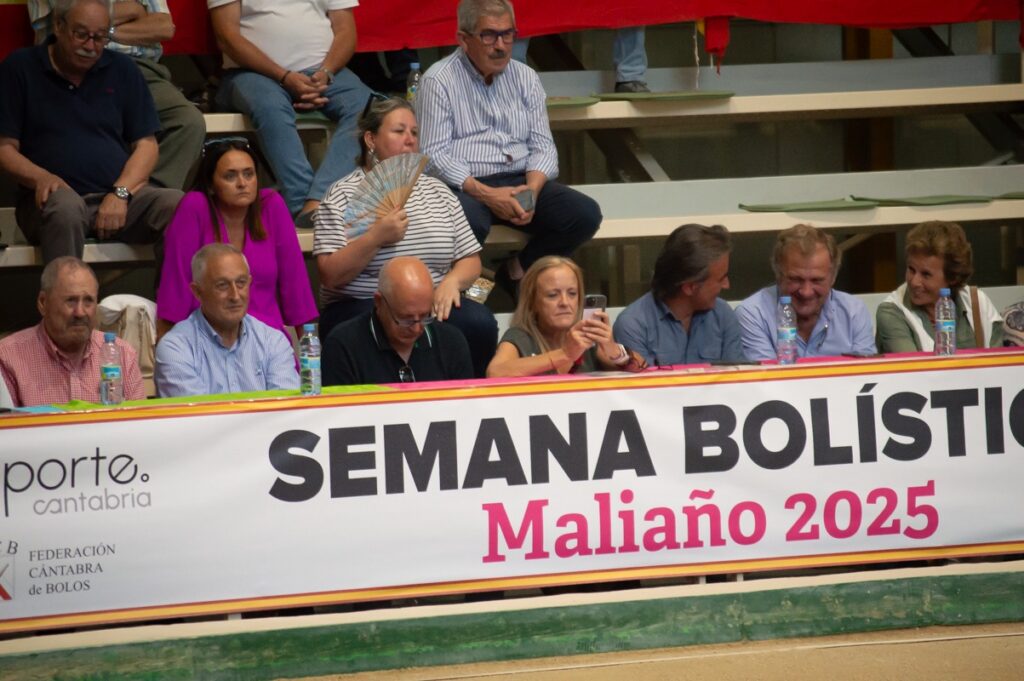 porte.
cantabria
FEDERACIÓN
CÁNTABRA
de BOLOS
SEMANA BOLÍSTIC
Maliaño 2025